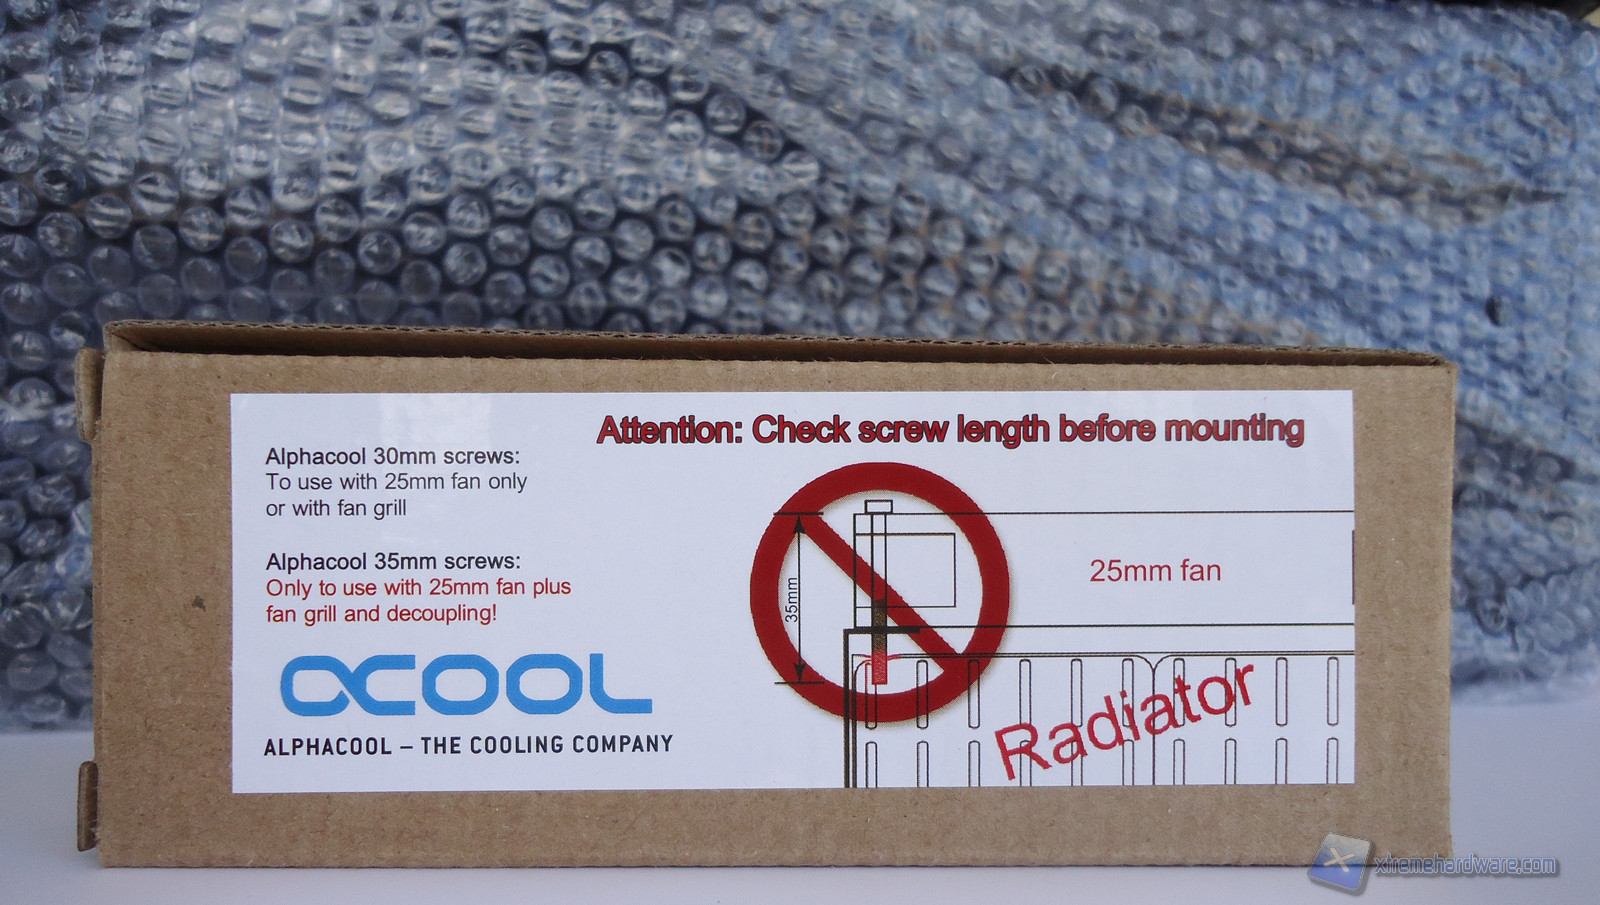 Attention: Check screw length before mounting
Alphacool 30mm screws:
To use with 25mm fan only
or with fan grill
Alphacool 35mm screws:
Only to use with 25mm fan plus
fan grill and decoupling!
35mm
25mm fan
Radiator
ALPHACOOL
ALPHACOOL – THE COOLING COMPANY
xtremehardware.com